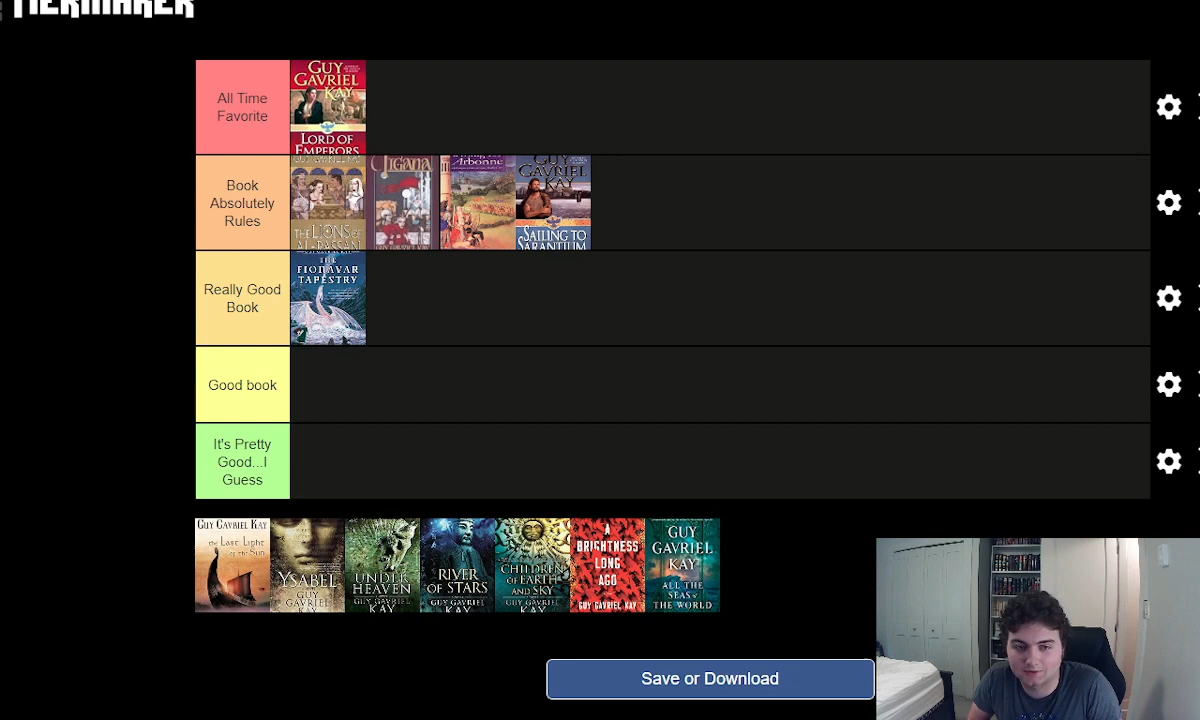 TIERMAKER
All Time
Favorite
GUY
GAVRIEL
KAY
LORD OF
EMPERORS
Book
Absolutely
Rules
THE LIONS OF
AL-RASSAN
TIGANA
Arbonne
GUY
GAVRIEL
KAY
SAILING TO
SARANTIUM
Really Good
Book
THE
FIONAVAR
TAPESTRY
Good book
It's Pretty
Good...I
Guess
GUY GAVRIEL KAY
the Last Light
of the Sun
YSABEL
GUY
GAVRIEL
KAY
UNDER
HEAVEN
GUY GAVRIEL
KAY
RIVER
OF STARS
GUY GAVRIEL
KAY
CHILDREN
OF EARTH
AND SKY
GUY GAVRIEL
KAY
A
BRIGHTNESS
LONG
AGO
GUY GAVRIEL KAY
GUY
GAVRIEL
KAY
ALL THE
SEAS OF
THE WORLD
Save or Download